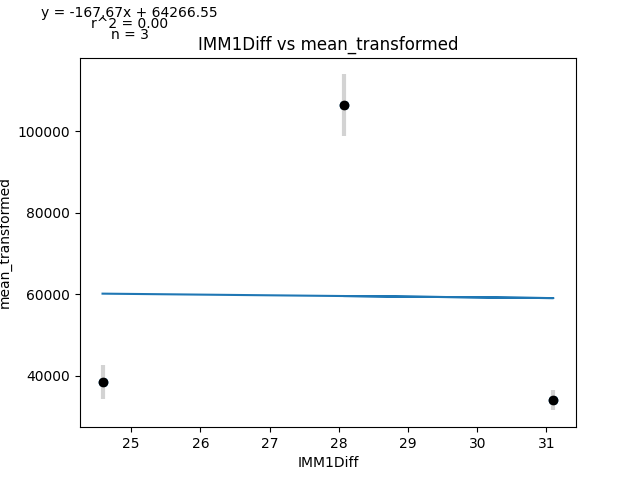 y = -167.67x + 64266.55
r^2 = 0.00
n = 3
IMM1Diff vs mean_transformed
100000
80000
60000
40000
mean_transformed
25 26 27 28 29 30 31
IMM1Diff